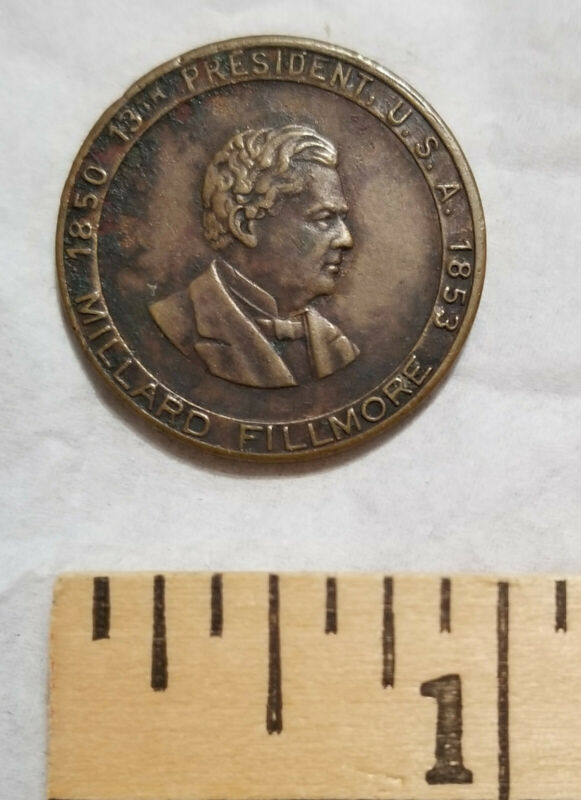 1850 13TH PRESIDENT, U.S.A. 1853
MILLARD FILLMORE
1